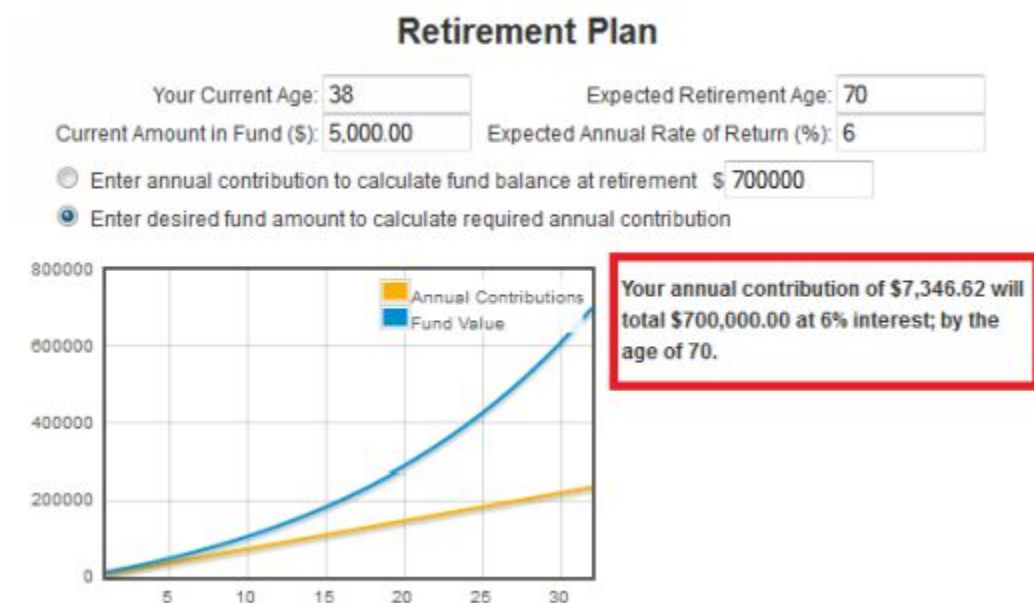 Retirement Plan
Your Current Age: 38 Expected Retirement Age: 70
Current Amount in Fund ($): 5,000.00 Expected Annual Rate of Return (%): 6
Enter annual contribution to calculate fund balance at retirement $ 700000
Enter desired fund amount to calculate required annual contribution
800000
600000
400000
200000
0
5 10 15 20 25 30
Annual Contributions
Fund Value
Your annual contribution of $7,346.62 will
total $700,000.00 at 6% interest; by the
age of 70.